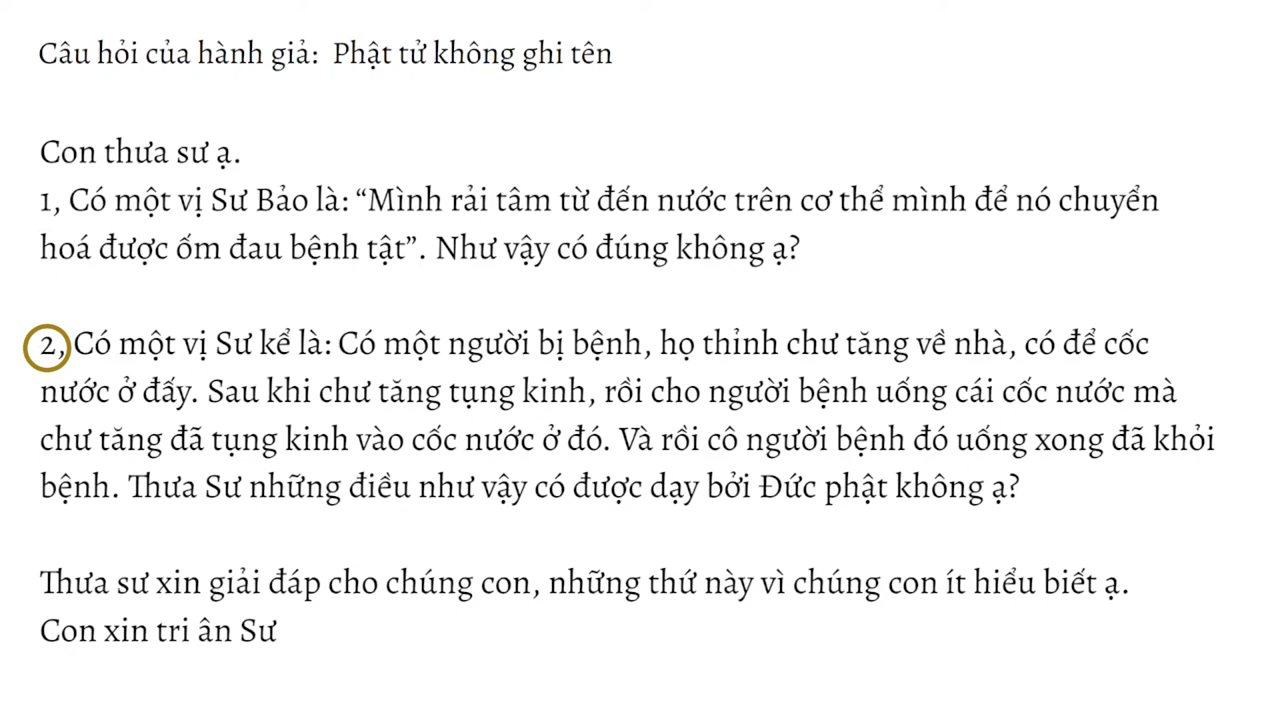 Câu hỏi của hành giả:  Phật tử không ghi tên
Con thưa sư ạ.
1, Có một vị Sư Bảo là: “Mình rải tâm từ đến nước trên cơ thể mình để nó chuyển
hoá được ốm đau bệnh tật”. Như vậy có đúng không ạ?
2, Có một vị Sư kể là: Có một người bị bệnh, họ thỉnh chư tăng về nhà, có để cốc
nước ở đấy. Sau khi chư tăng tụng kinh, rồi cho người bệnh uống cái cốc nước mà
chư tăng đã tụng kinh vào cốc nước ở đó. Và rồi cô người bệnh đó uống xong đã khỏi
bệnh. Thưa Sư những điều như vậy có được dạy bởi Đức phật không ạ?
Thưa sư xin giải đáp cho chúng con, những thứ này vì chúng con ít hiểu biết ạ.
Con xin tri ân Sư